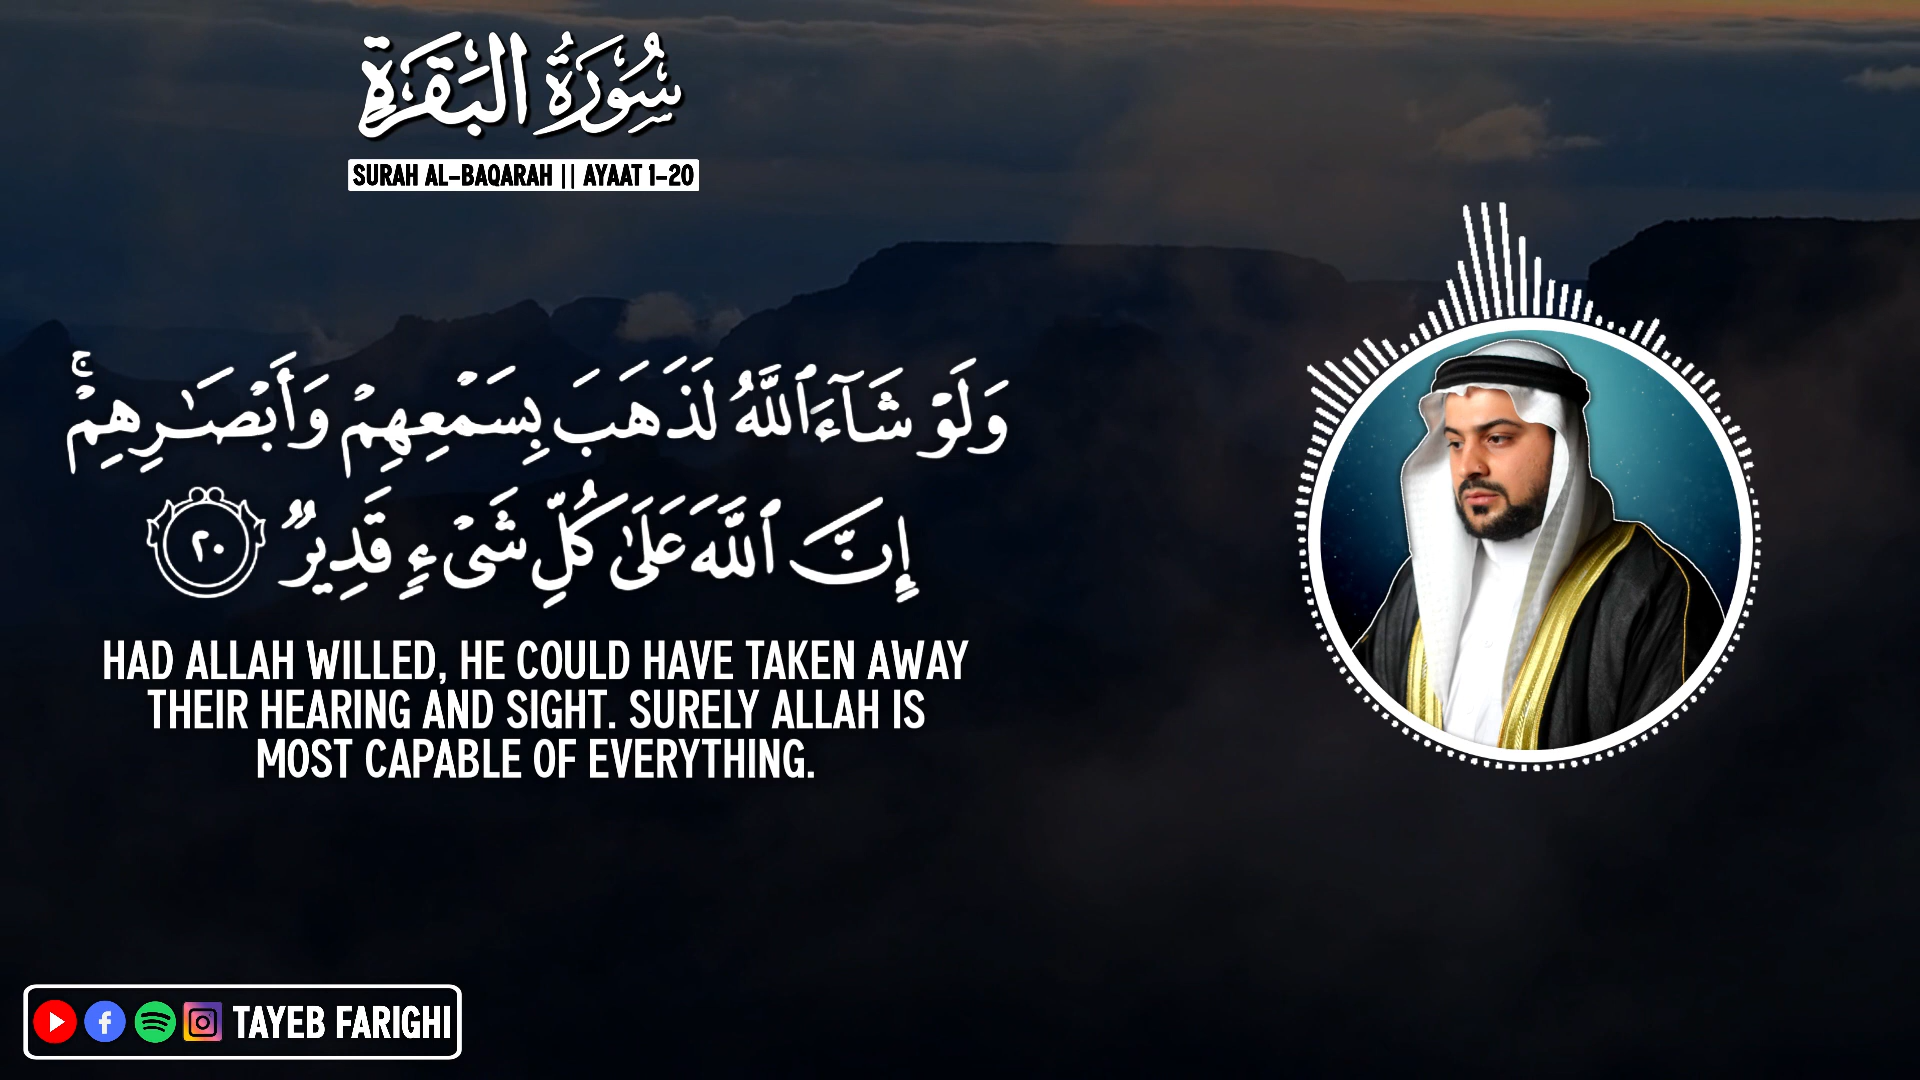 سُورَةُ البَقَرَةِ
SURAH AL-BAQARAH || AYAAT 1-20
وَلَوْ شَآءَ ٱللَّهُ لَذَهَبَ بِسَمْعِهِمْ وَأَبْصَـٰرِهِمْ ۚ
إِنَّ ٱللَّهَ عَلَىٰ كُلِّ شَىْءٍ قَدِيرٌ ٢٠
HAD ALLAH WILLED, HE COULD HAVE TAKEN AWAY
THEIR HEARING AND SIGHT. SURELY ALLAH IS
MOST CAPABLE OF EVERYTHING.
TAYEB FARIGHI